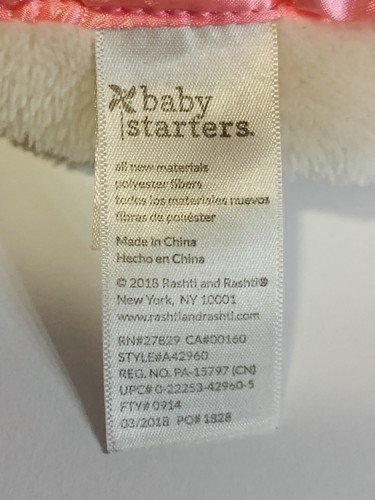 baby
starters.
all new materials
polyester fibers
todos los materiales nuevos
fibras de poliéster
Made in China
Hecho en China
© 2018 Rashti and Rashti®
New York, NY 10001
www.rashtiandrashti.com
RN#27829 CA#00160
STYLE#A42960
REG. NO. PA-15797 (CN)
UPC# 0-22253-42960-5
FTY# 0914
03/2018 PO# 1828